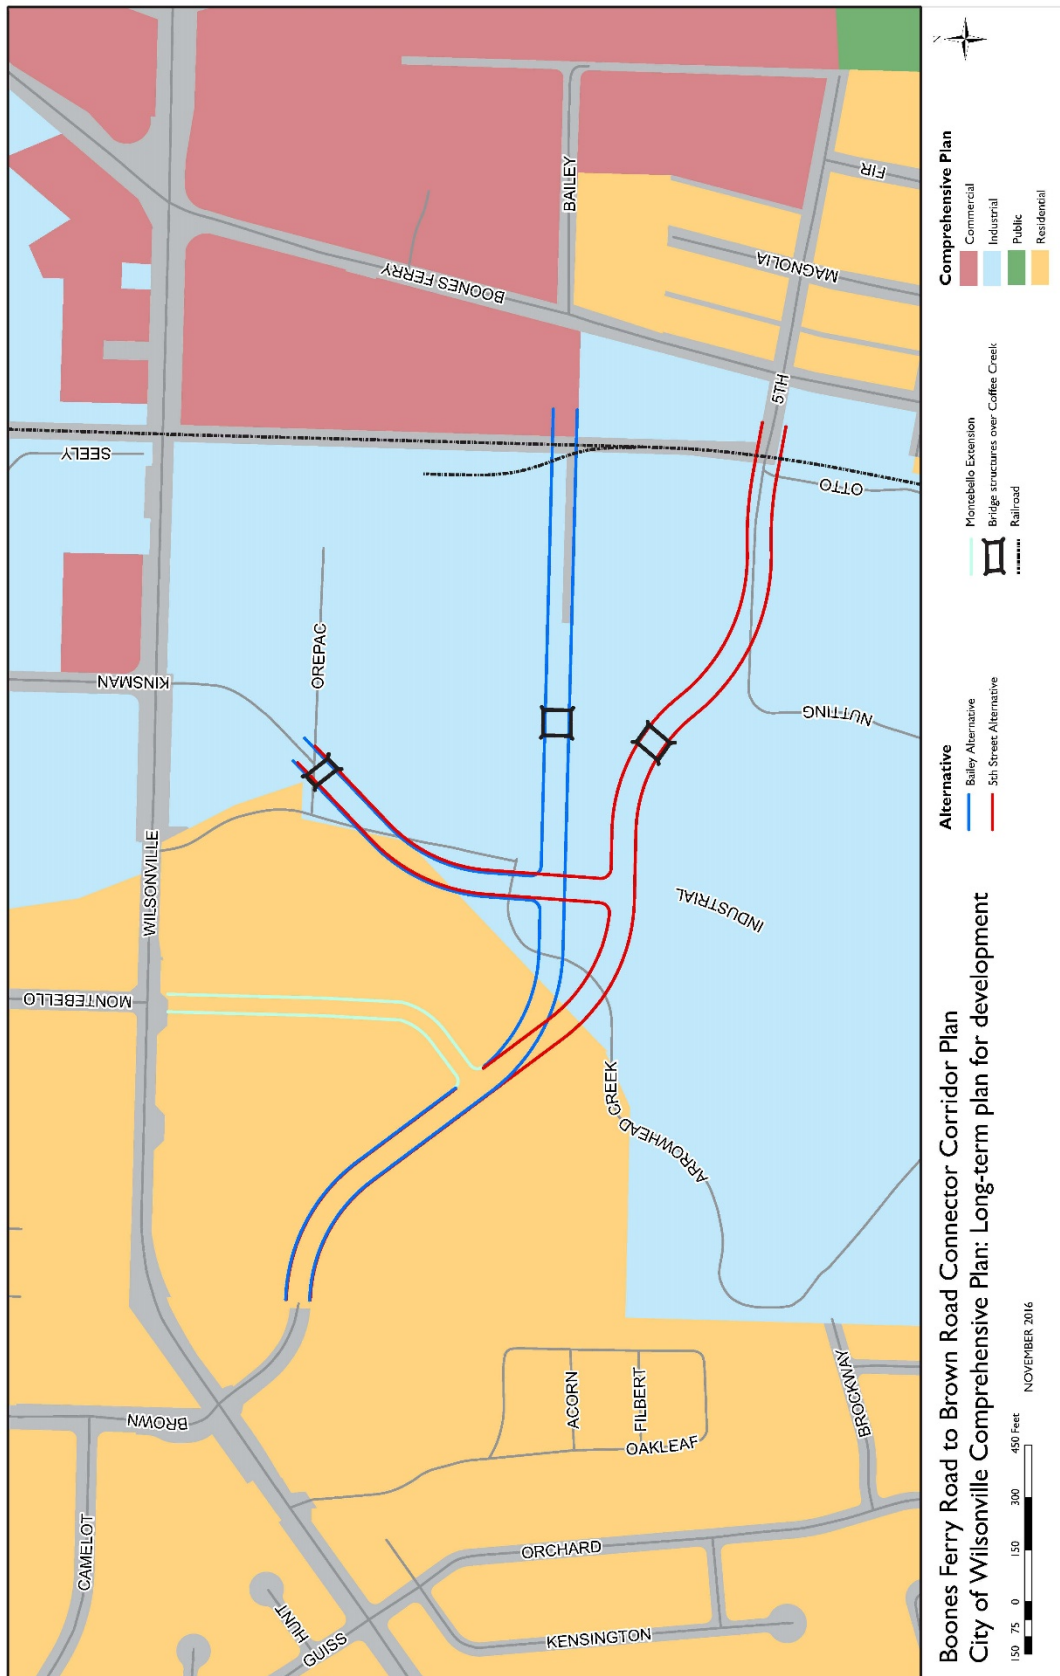 CAMELOT
BROWN
HUNT
GUISS
KENSINGTON
ORCHARD
ACORN
FILBERT
OAKLEAF
BROCKWAY
MONTEBELLO
WILSONVILLE
ARROWHEAD
CREEK
INDUSTRIAL
KINSMAN
OREPAC
NUTTING
SEELY
OTTO
5TH
BOONES FERRY
BAILEY
MAGNOLIA
FIR
Boones Ferry Road to Brown Road Connector Corridor Plan
City of Wilsonville Comprehensive Plan: Long-term plan for development
150 75 0 150 300 450 Feet
NOVEMBER 2016
Alternative
Bailey Alternative
5th Street Alternative
Montebello Extension
Bridge structures over Coffee Creek
Railroad
Comprehensive Plan
Commercial
Industrial
Public
Residential